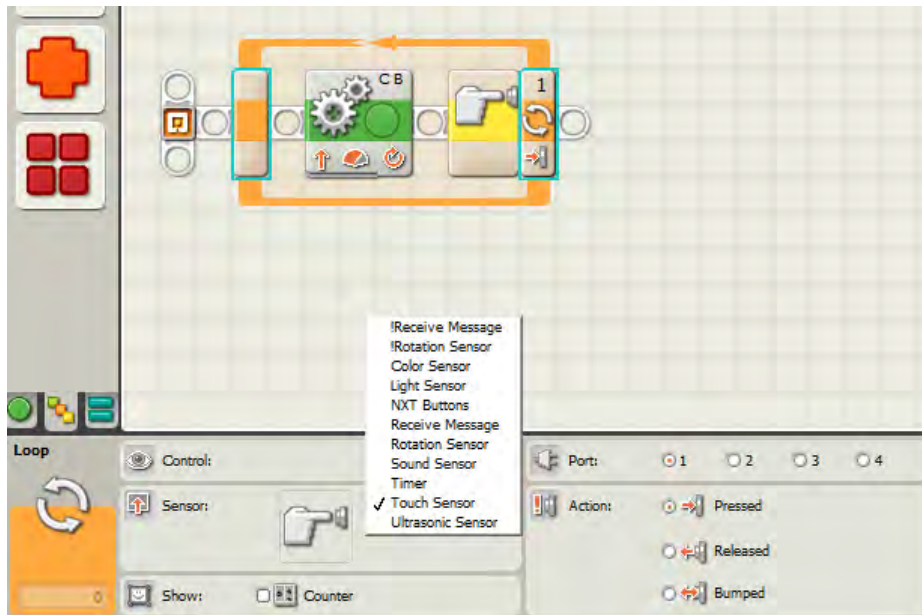 C B
1
!Receive Message
!Rotation Sensor
Color Sensor
Light Sensor
NXT Buttons
Receive Message
Rotation Sensor
Sound Sensor
Timer
Touch Sensor
Ultrasonic Sensor
Loop
0
Control:
Sensor:
Show:
Counter
Port:
1
2
3
4
Action:
Pressed
Released
Bumped